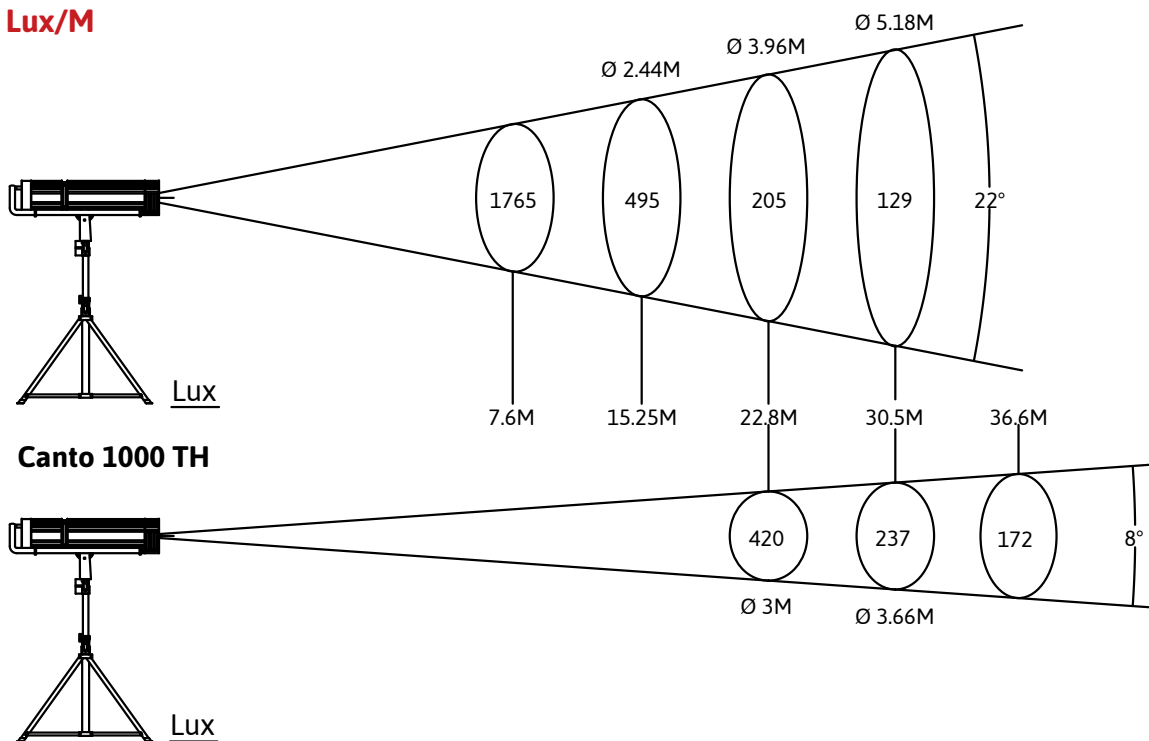 Lux/M
Ø 5.18M
Ø 3.96M
Ø 2.44M
1765 495 205 129 22°
Lux
7.6M 15.25M 22.8M 30.5M 36.6M
Canto 1000 TH
420 237 172 8°
Ø 3M Ø 3.66M
Lux